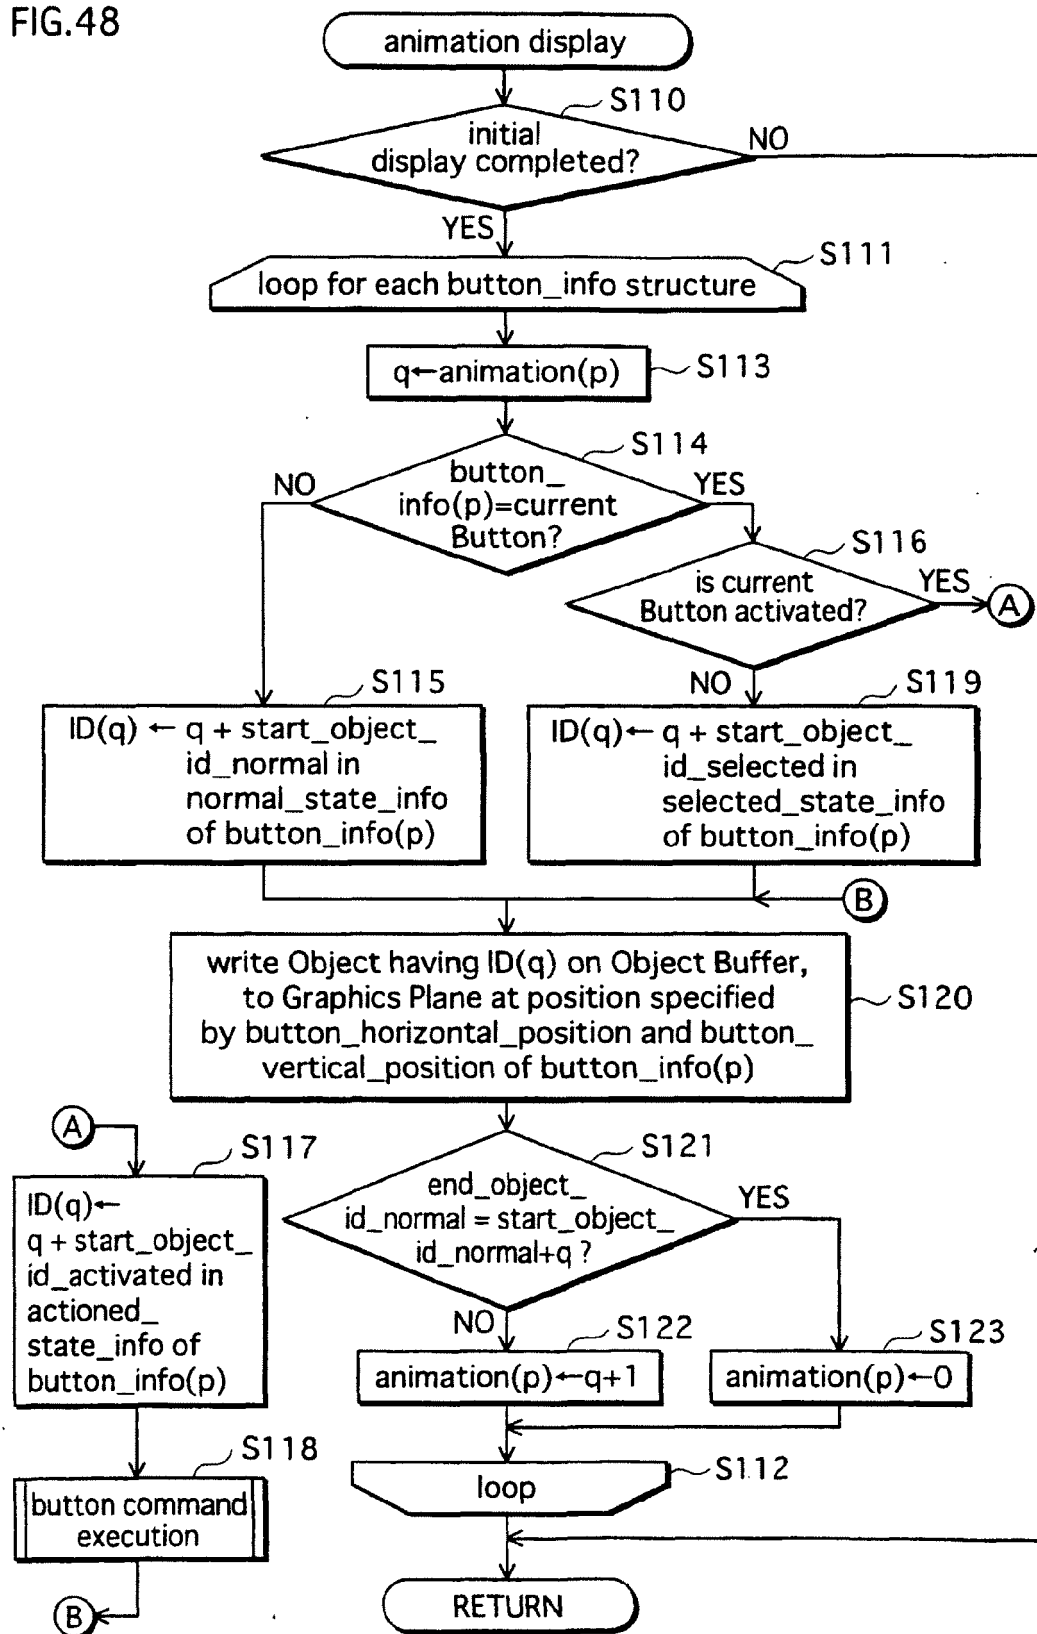 FIG.48
animation display
S110
initial
display completed?
NO
YES
S111
loop for each button_info structure
q←animation(p)
S113
S114
button_
info(p)=current
Button?
NO
YES
S116
is current
Button activated?
YES
A
NO
S115
ID(q) ← q + start_object_
id_normal in
normal_state_info
of button_info(p)
S119
ID(q)← q + start_object_
id_selected in
selected_state_info
of button_info(p)
B
write Object having ID(q) on Object Buffer,
to Graphics Plane at position specified
by button_horizontal_position and button_
vertical_position of button_info(p)
S120
A
S117
ID(q)←
q + start_object_
id_activated in
actioned_
state_info of
button_info(p)
S118
button command
execution
B
S121
end_object_
id_normal = start_object_
id_normal+q ?
YES
NO
S122
animation(p)←q+1
S123
animation(p)←0
S112
loop
RETURN